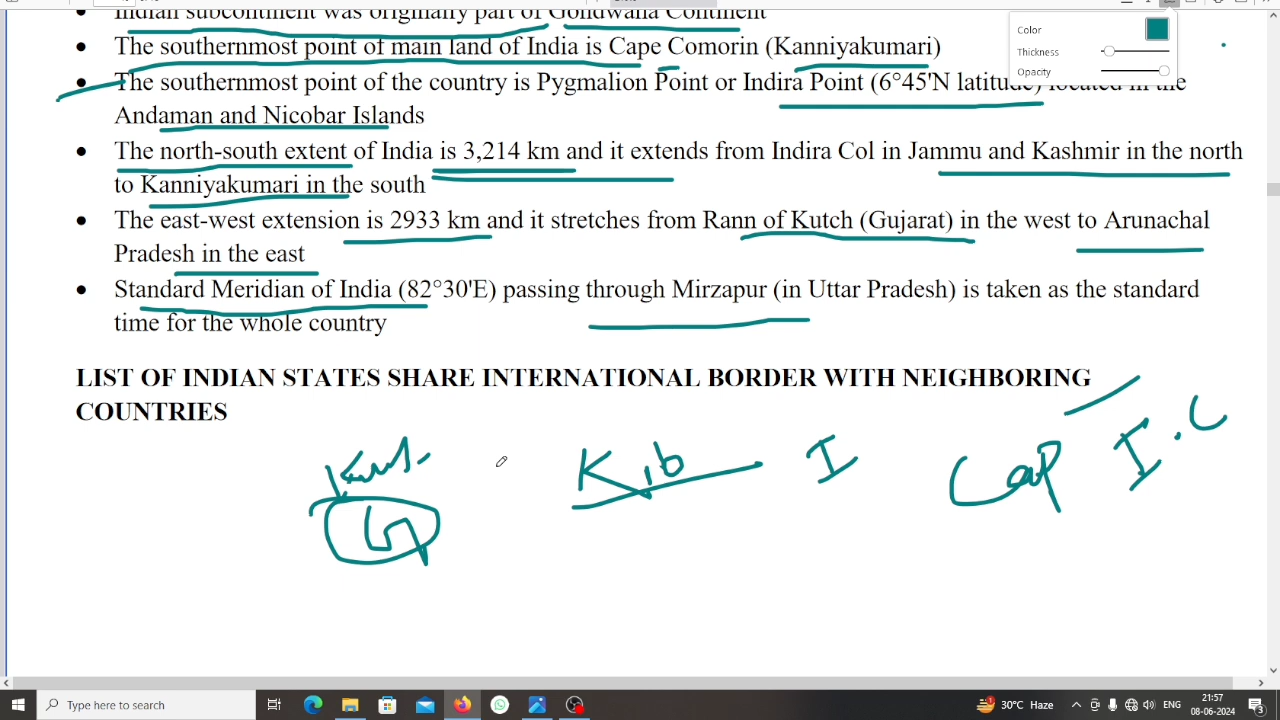 Indian subcontinent was originally part of Gondwana Continent
Color
• The southernmost point of main land of India is Cape Comorin (Kanniyakumari)
Thickness
Opacity
• The southernmost point of the country is Pygmalion Point or Indira Point (6°45'N latitude) located in the
Andaman and Nicobar Islands
• The north-south extent of India is 3,214 km and it extends from Indira Col in Jammu and Kashmir in the north
to Kanniyakumari in the south
• The east-west extension is 2933 km and it stretches from Rann of Kutch (Gujarat) in the west to Arunachal
Pradesh in the east
• Standard Meridian of India (82°30'E) passing through Mirzapur (in Uttar Pradesh) is taken as the standard
time for the whole country
LIST OF INDIAN STATES SHARE INTERNATIONAL BORDER WITH NEIGHBORING
COUNTRIES
I
I.C
Type here to search
30°C Haze
ENG
21:57
08-06-2024
3